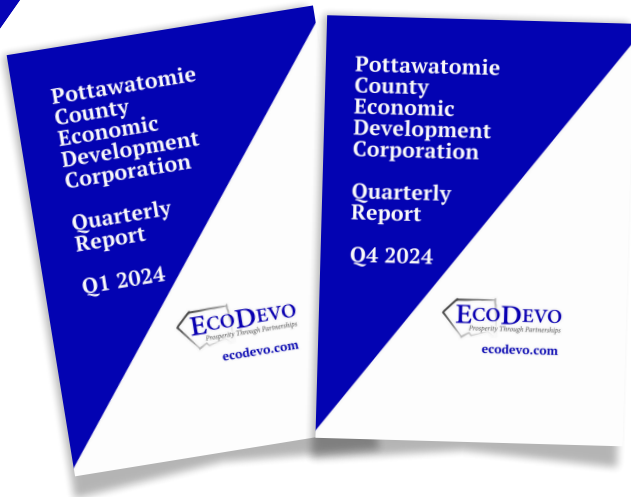 Pottawatomie
County
Economic
Development
Corporation
Quarterly
Report
Q1 2024
ECODEVO
Prosperity Through Partnerships
ecodevo.com
Pottawatomie
County
Economic
Development
Corporation
Quarterly
Report
Q4 2024
ECODEVO
Prosperity Through Partnerships
ecodevo.com